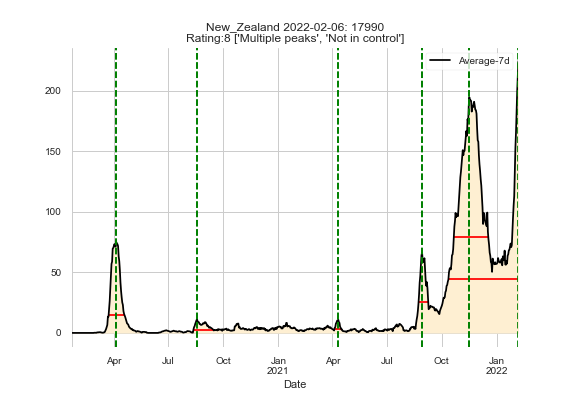 New_Zealand 2022-02-06: 17990
Rating:8 ['Multiple peaks', 'Not in control']
Average-7d
200
150
100
50
0
Apr
Jul
Oct
Jan
2021
Apr
Jul
Oct
Jan
2022
Date